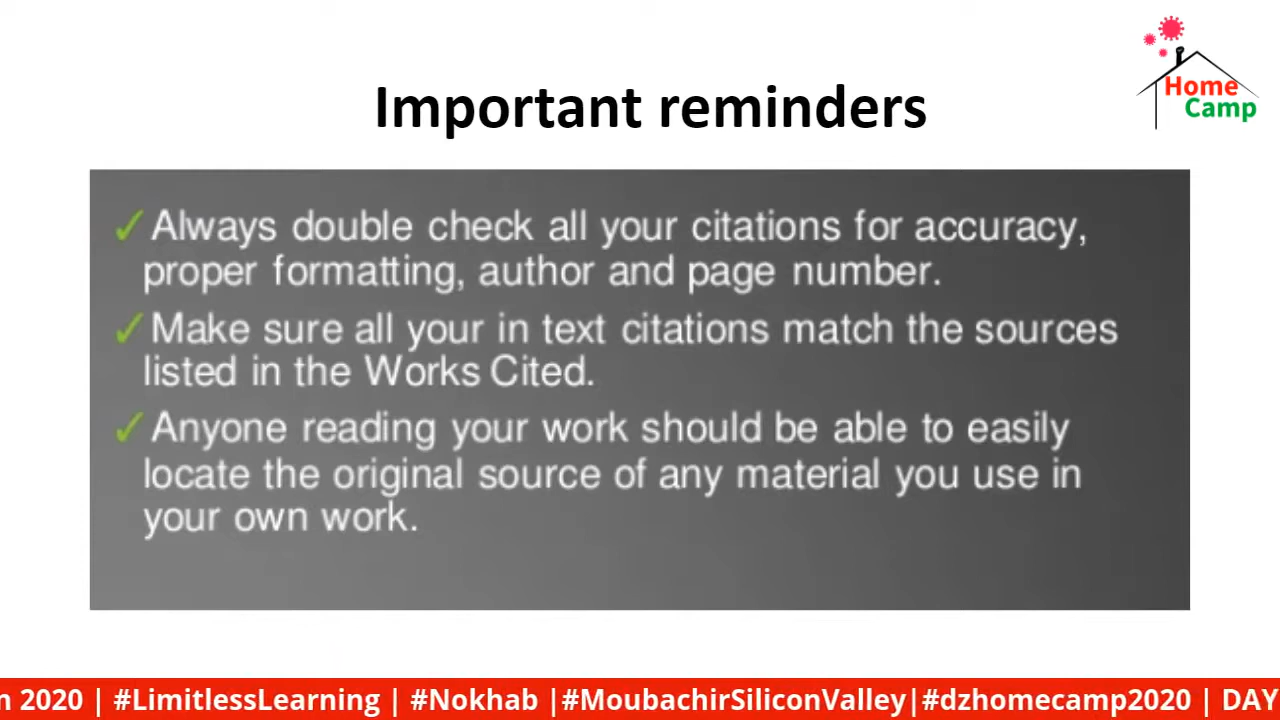 Home
Camp
Important reminders
✓Always double check all your citations for accuracy,
proper formatting, author and page number.
✓Make sure all your in text citations match the sources
listed in the Works Cited.
✓Anyone reading your work should be able to easily
locate the original source of any material you use in
your own work.
2020 | #LimitlessLearning | #Nokhab |#MoubachirSiliconValley|#dzhomecamp2020 | DAY